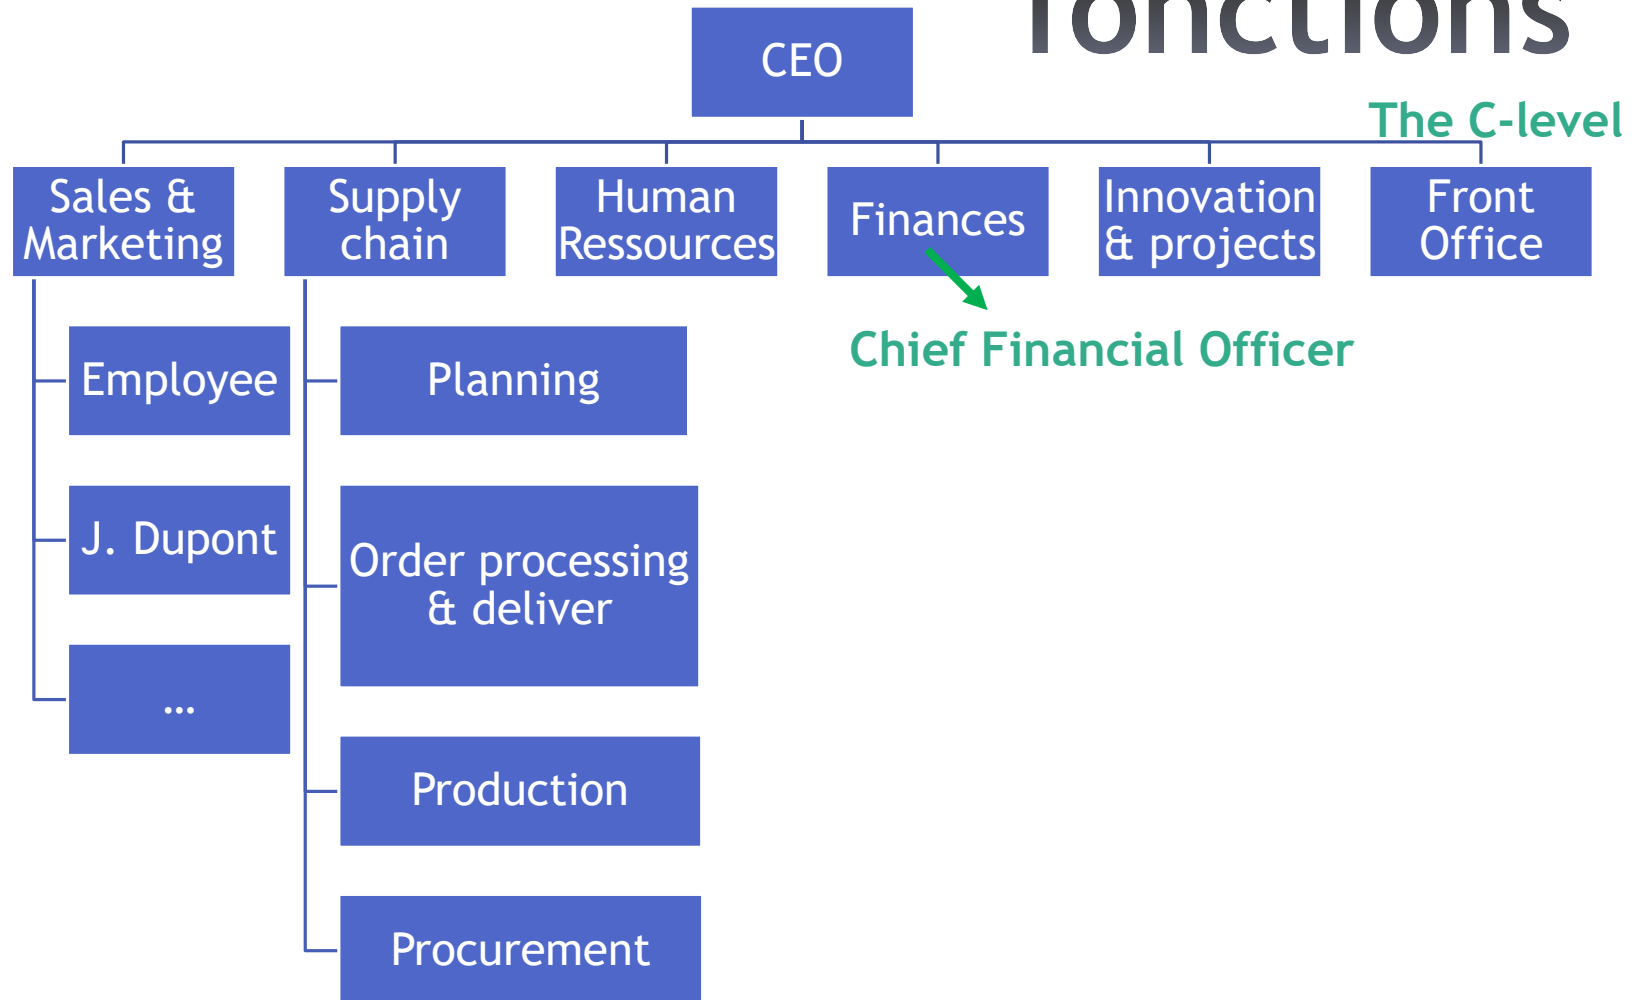 fonctions
CEO
The C-level
Sales &
Marketing
Supply
chain
Human
Ressources
Finances
Innovation
& projects
Front
Office
Chief Financial Officer
Employee
J. Dupont
...
Planning
Order processing
& deliver
Production
Procurement